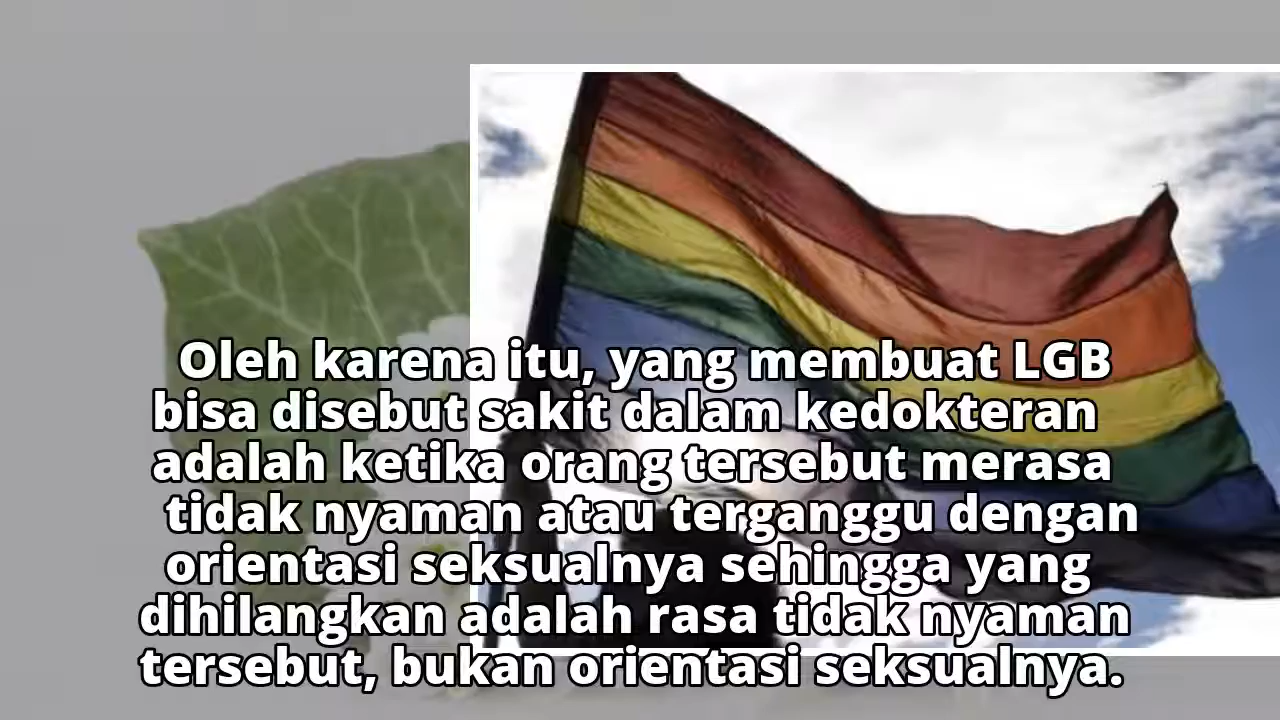 Oleh karena itu, yang membuat LGB
bisa disebut sakit dalam kedokteran
adalah ketika orang tersebut merasa
tidak nyaman atau terganggu dengan
orientasi seksualnya sehingga yang
dihilangkan adalah rasa tidak nyaman
tersebut, bukan orientasi seksualnya.